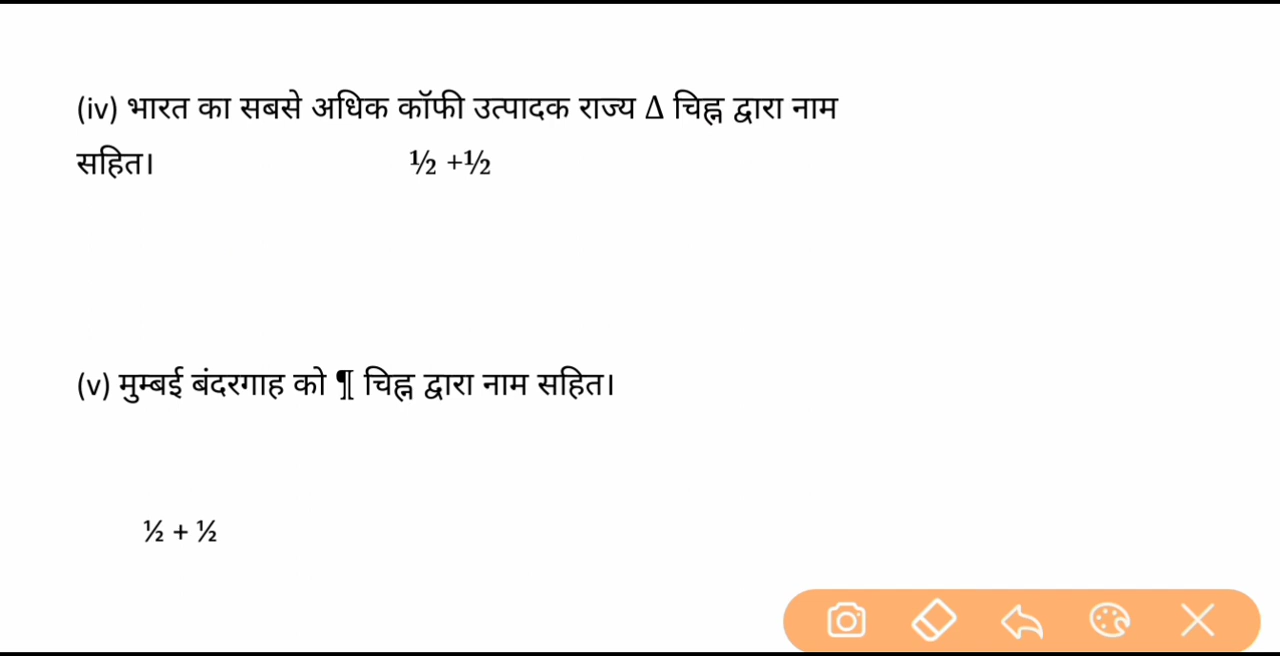 (iv) भारत का सबसे अधिक कॉफी उत्पादक राज्य Δ चिह्न द्वारा नाम
सहित। ½ +½
(v) मुम्बई बंदरगाह को ¶ चिह्न द्वारा नाम सहित।
½ + ½